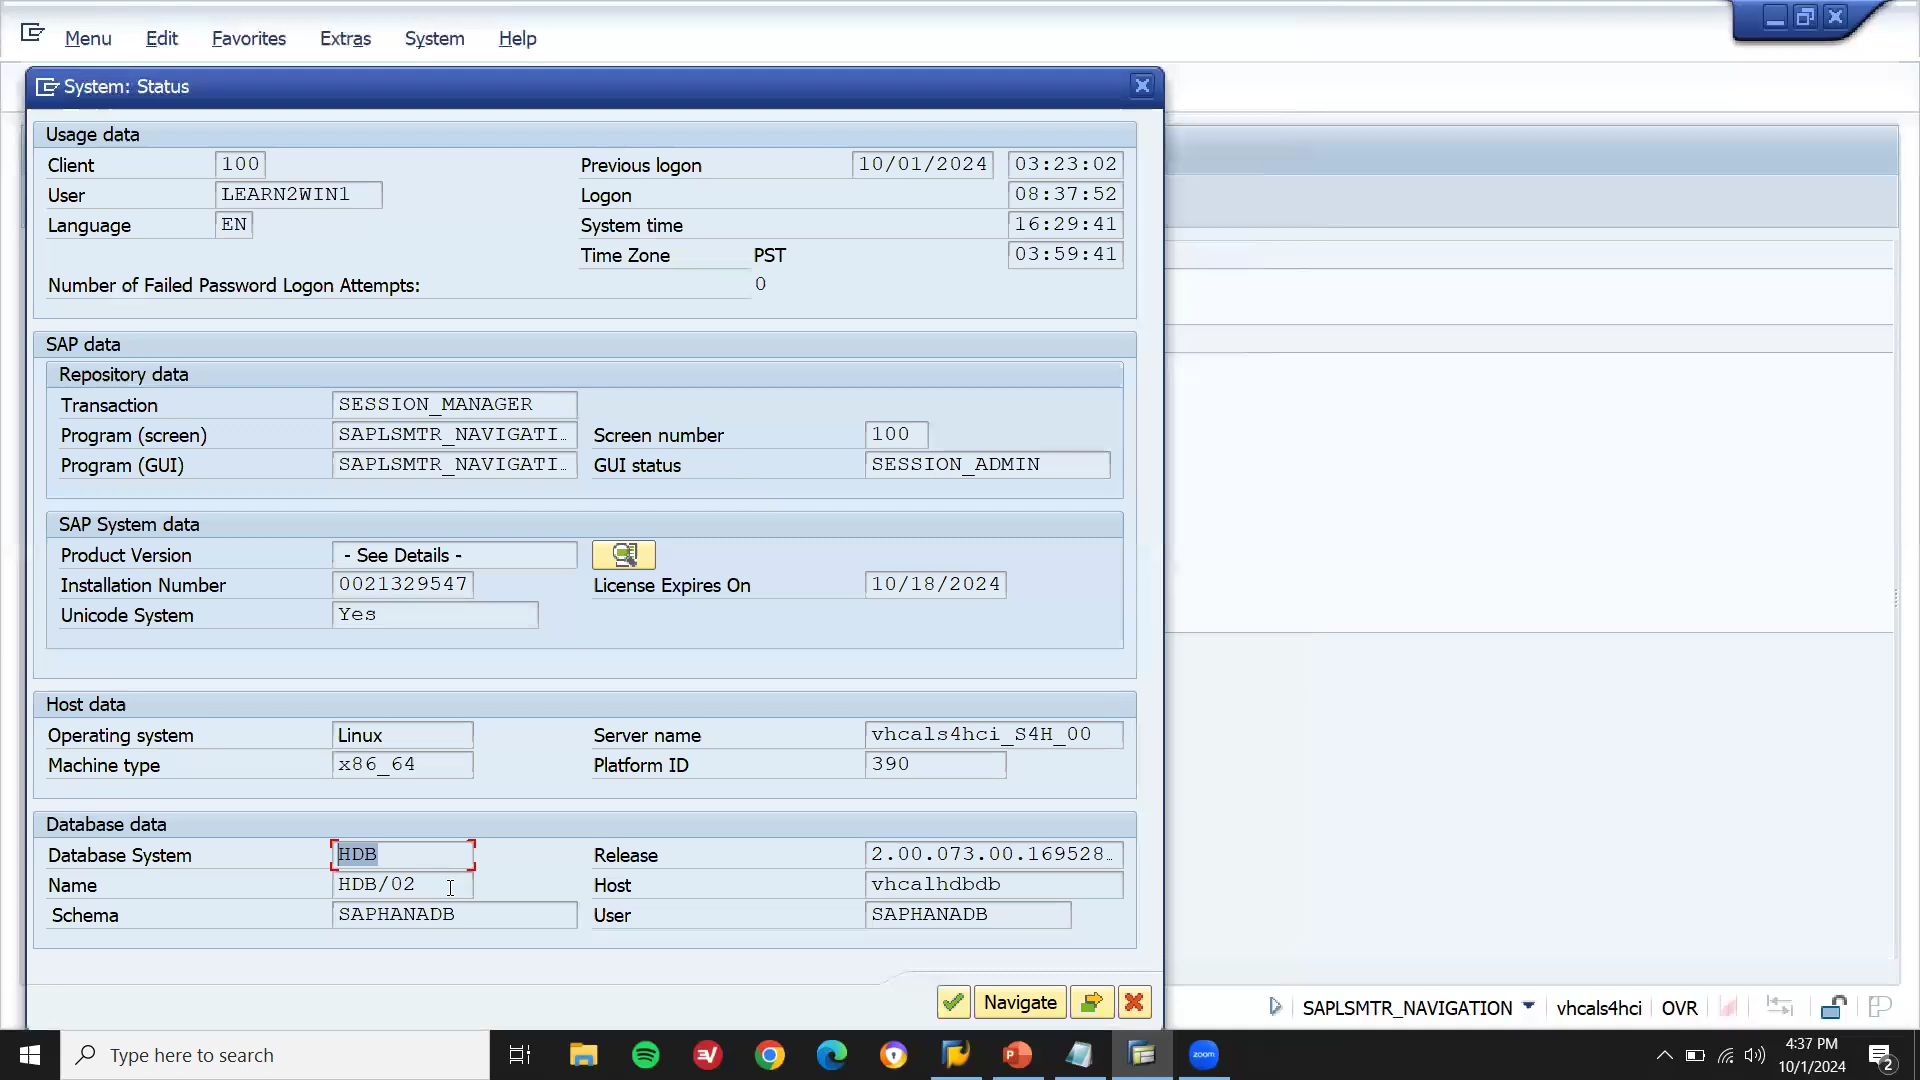 Menu Edit Favorites Extras System Help
System: Status
Usage data
Client 100 Previous logon 10/01/2024 03:23:02
User LEARN2WIN1 Logon 08:37:52
Language EN System time 16:29:41
Time Zone PST 03:59:41
Number of Failed Password Logon Attempts: 0
SAP data
Repository data
Transaction SESSION_MANAGER
Program (screen) SAPLSMTR_NAVIGATI… Screen number 100
Program (GUI) SAPLSMTR_NAVIGATI… GUI status SESSION_ADMIN
SAP System data
Product Version - See Details -
Installation Number 0021329547 License Expires On 10/18/2024
Unicode System Yes
Host data
Operating system Linux Server name vhcals4hci_S4H_00
Machine type x86_64 Platform ID 390
Database data
Database System HDB Release 2.00.073.00.169528…
Name HDB/02 Host vhcalhdbdb
Schema SAPHANADB User SAPHANADB
Navigate
SAPLSMTR_NAVIGATION vhcals4hci OVR
Type here to search
zoom
4:37 PM
10/1/2024
2